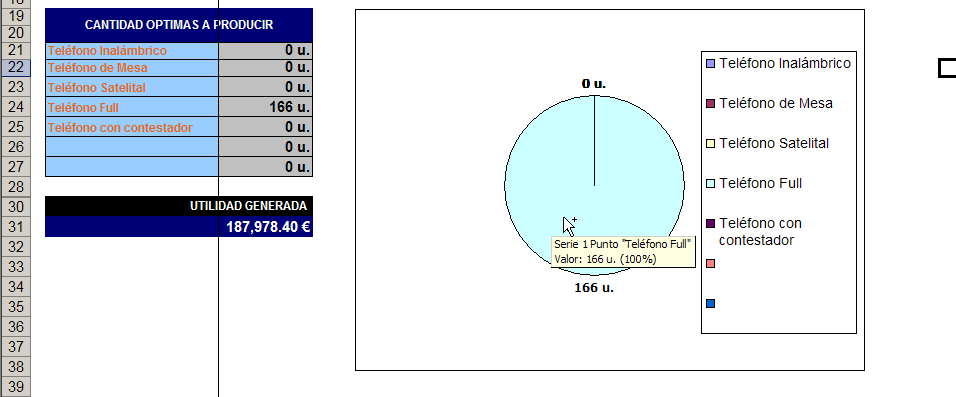 18
19
20
CANTIDAD OPTIMAS A PRODUCIR
21
Teléfono Inalámbrico
0 u.
22
Teléfono de Mesa
0 u.
23
Teléfono Satelital
0 u.
24
Teléfono Full
166 u.
25
Teléfono con contestador
0 u.
26
0 u.
27
0 u.
28
30
UTILIDAD GENERADA
31
187,978.40 €
32
33
34
35
36
37
38
39
0 u.
166 u.
Serie 1 Punto "Teléfono Full"
Valor: 166 u. (100%)
Teléfono Inalámbrico
Teléfono de Mesa
Teléfono Satelital
Teléfono Full
Teléfono con
contestador